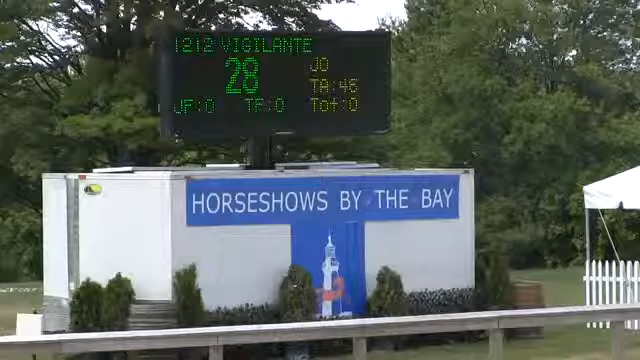 1212 VIGILANTE
28
JO
TA:46
JF:0 TF:0 Tot:0
HORSESHOWS BY THE BAY